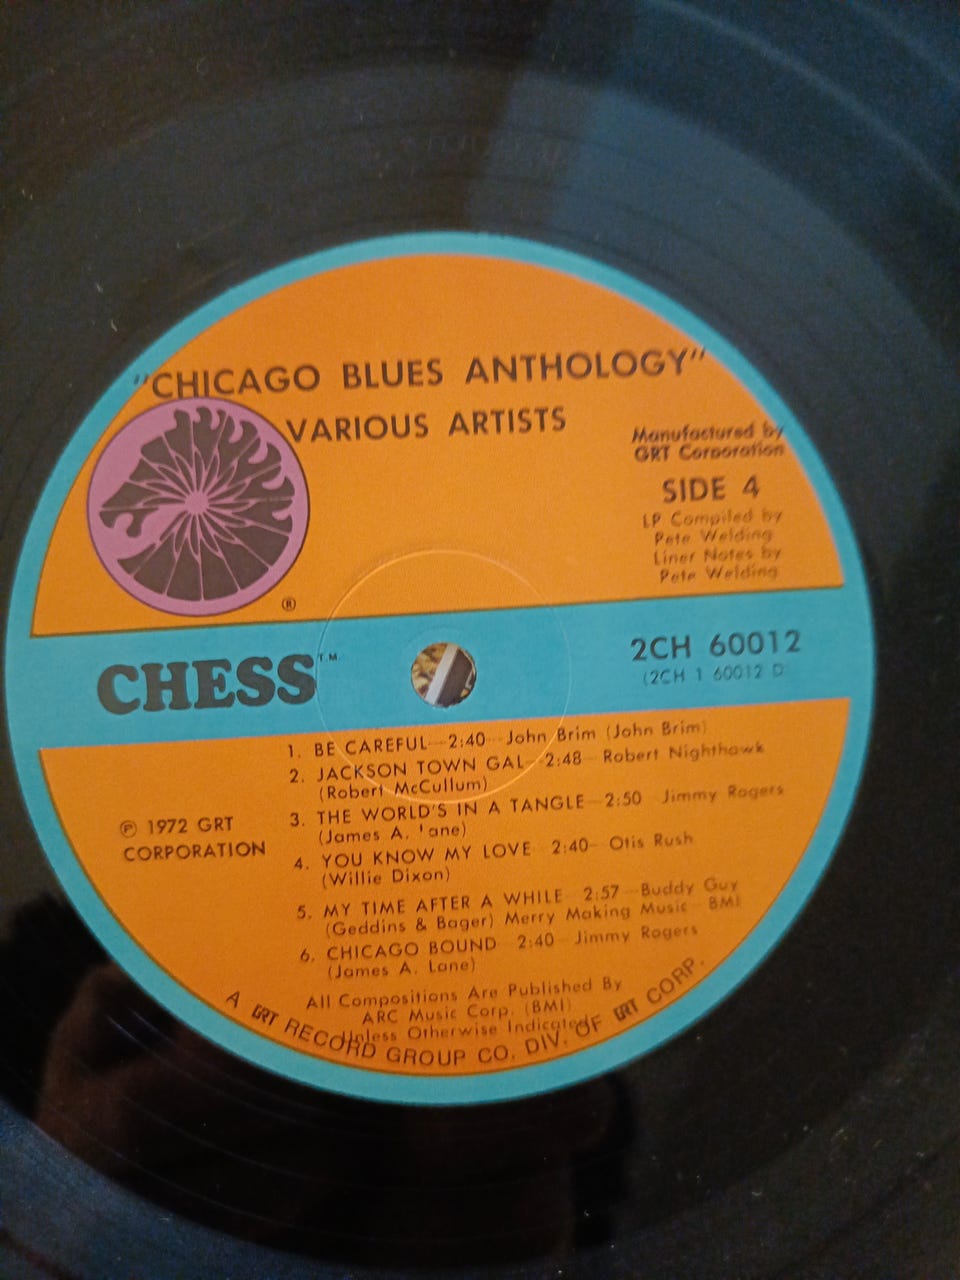 "CHICAGO BLUES ANTHOLOGY"
VARIOUS ARTISTS
Manufactured by
GRT Corporation
SIDE 4
LP Compiled by
Pete Welding
Liner Notes by
Pete Welding
®
CHESS T.M.
2CH 60012
(2CH 1 60012 D)
1. BE CAREFUL—2:40—John Brim (John Brim)
2. JACKSON TOWN GAL—2:48—Robert Nighthawk
(Robert McCullum)
3. THE WORLD'S IN A TANGLE—2:50 Jimmy Rogers
(James A. Lane)
4. YOU KNOW MY LOVE 2:40—Otis Rush
(Willie Dixon)
5. MY TIME AFTER A WHILE 2:57—Buddy Guy
(Geddins & Bager) Merry Making Music—BMI
6. CHICAGO BOUND 2:40 Jimmy Rogers
(James A. Lane)
℗ 1972 GRT
CORPORATION
All Compositions Are Published By
ARC Music Corp. (BMI)
Unless Otherwise Indicated
A GRT RECORD GROUP CO. DIV. OF GRT CORP.